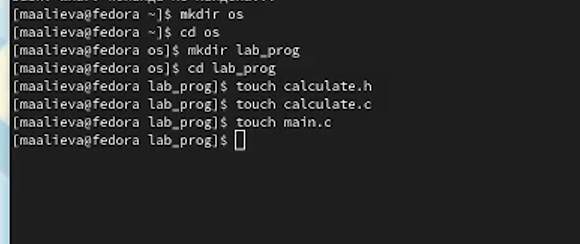 [maalieva@fedora ~]$ mkdir os
[maalieva@fedora ~]$ cd os
[maalieva@fedora os]$ mkdir lab_prog
[maalieva@fedora os]$ cd lab_prog
[maalieva@fedora lab_prog]$ touch calculate.h
[maalieva@fedora lab_prog]$ touch calculate.c
[maalieva@fedora lab_prog]$ touch main.c
[maalieva@fedora lab_prog]$